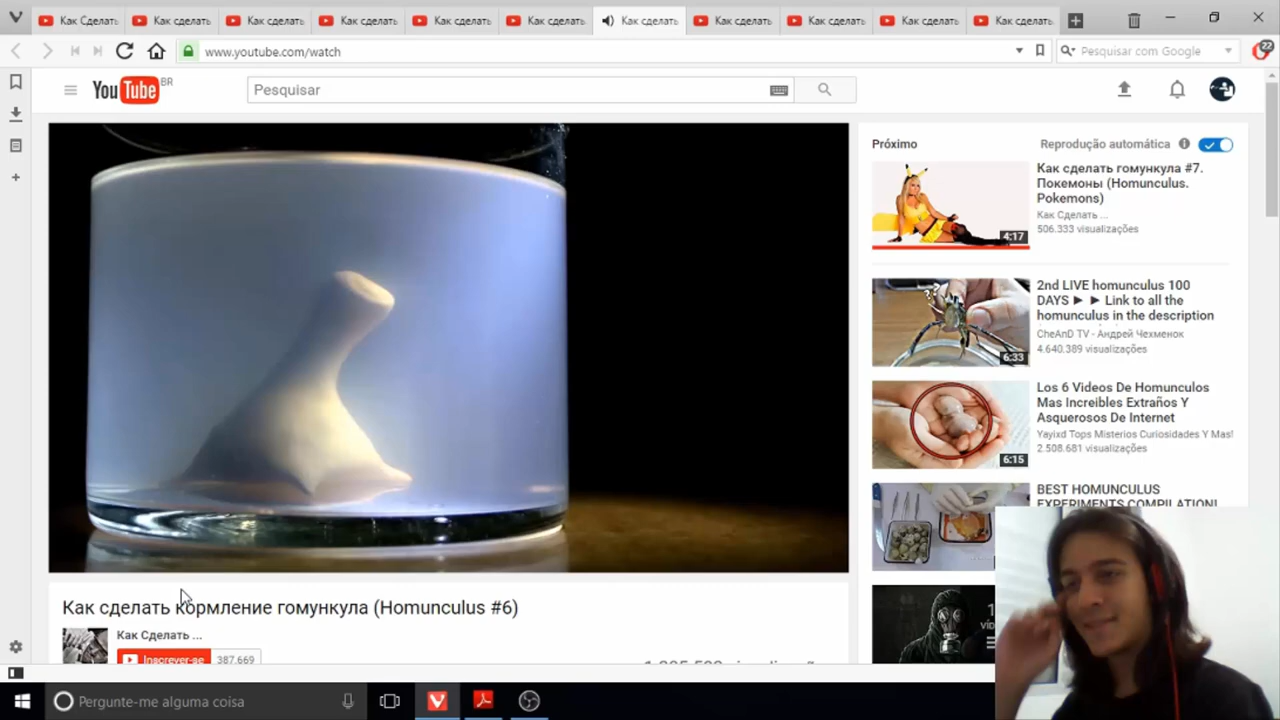 Как Сделать
Как сделать
Как сделать
Как сделать
Как сделать
Как сделать
Как сделать
Как сделать
Как сделать
Как сделать
Как сделать
www.youtube.com/watch
Pesquisar com Google
22
YouTube BR
Pesquisar
Próximo
Reprodução automática
Как сделать гомункула #7.
Покемоны (Homunculus.
Pokemons)
Как Сделать ...
506.333 visualizações
4:17
2nd LIVE homunculus 100
DAYS ► ► Link to all the
homunculus in the description
CheAnD TV - Андрей Чехменок
4.640.389 visualizações
6:33
Los 6 Videos De Homunculos
Mas Increibles Extraños Y
Asquerosos De Internet
Yayixd Tops Misterios Curiosidades Y Mas!
2.508.681 visualizações
6:15
BEST HOMUNCULUS
EXPERIMENTS COMPILATION!
Как сделать кормление гомункула (Homunculus #6)
Как Сделать ...
Inscrever-se
387.669
Pergunte-me alguma coisa